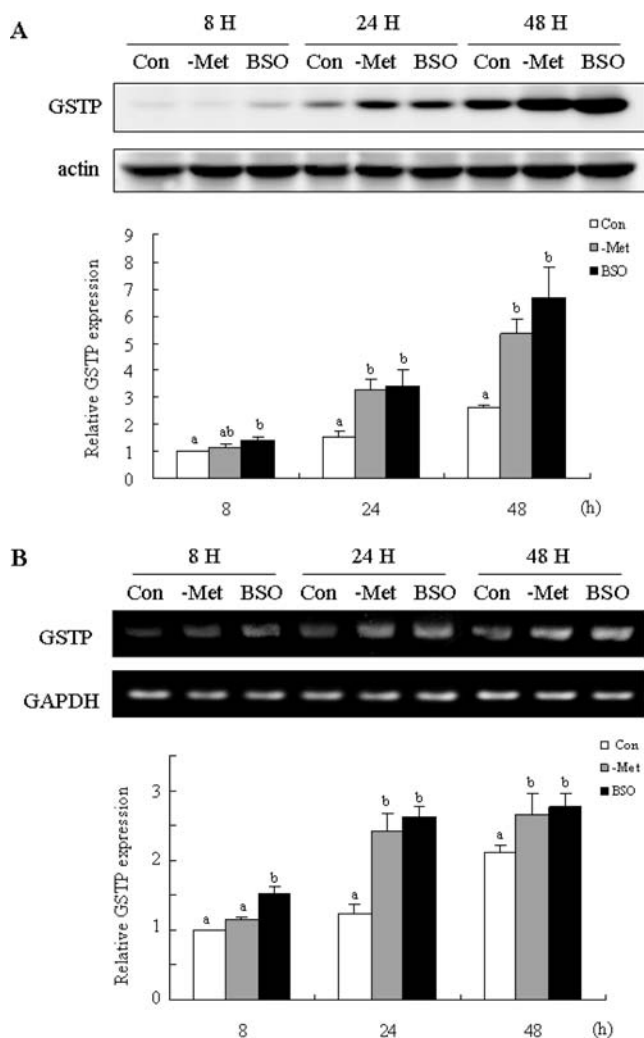 A
8 H 24 H 48 H
Con -Met BSO Con -Met BSO Con -Met BSO
GSTP
actin
Con
-Met
BSO
Relative GSTP expression
9
8
7
6
5
4
3
2
1
0
a ab b a b b a b b
8 24 48 (h)
B
8 H 24 H 48 H
Con -Met BSO Con -Met BSO Con -Met BSO
GSTP
GAPDH
Con
-Met
BSO
Relative GSTP expression
3
2
1
0
a a b a b b a b b
8 24 48 (h)